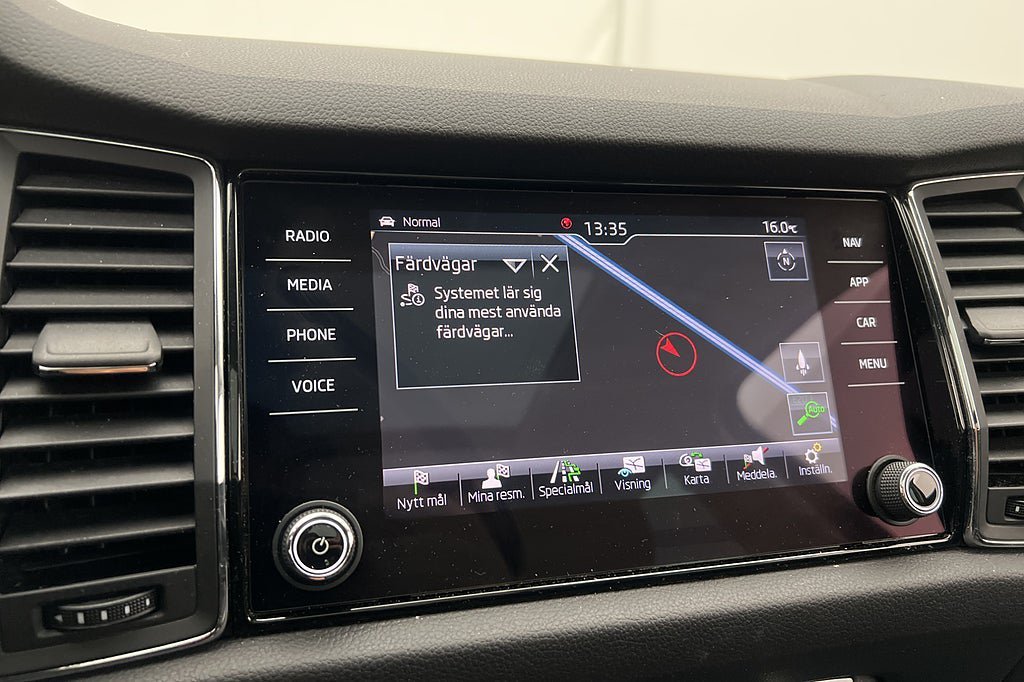 RADIO
MEDIA
PHONE
VOICE
Normal
13:35
16.0°C
Färdvägar
Systemet lär sig
dina mest använda
färdvägar...
N
AUTO
Nytt mål
Mina resm.
Specialmål
Visning
Karta
Meddela.
Inställn.
NAV
APP
CAR
MENU